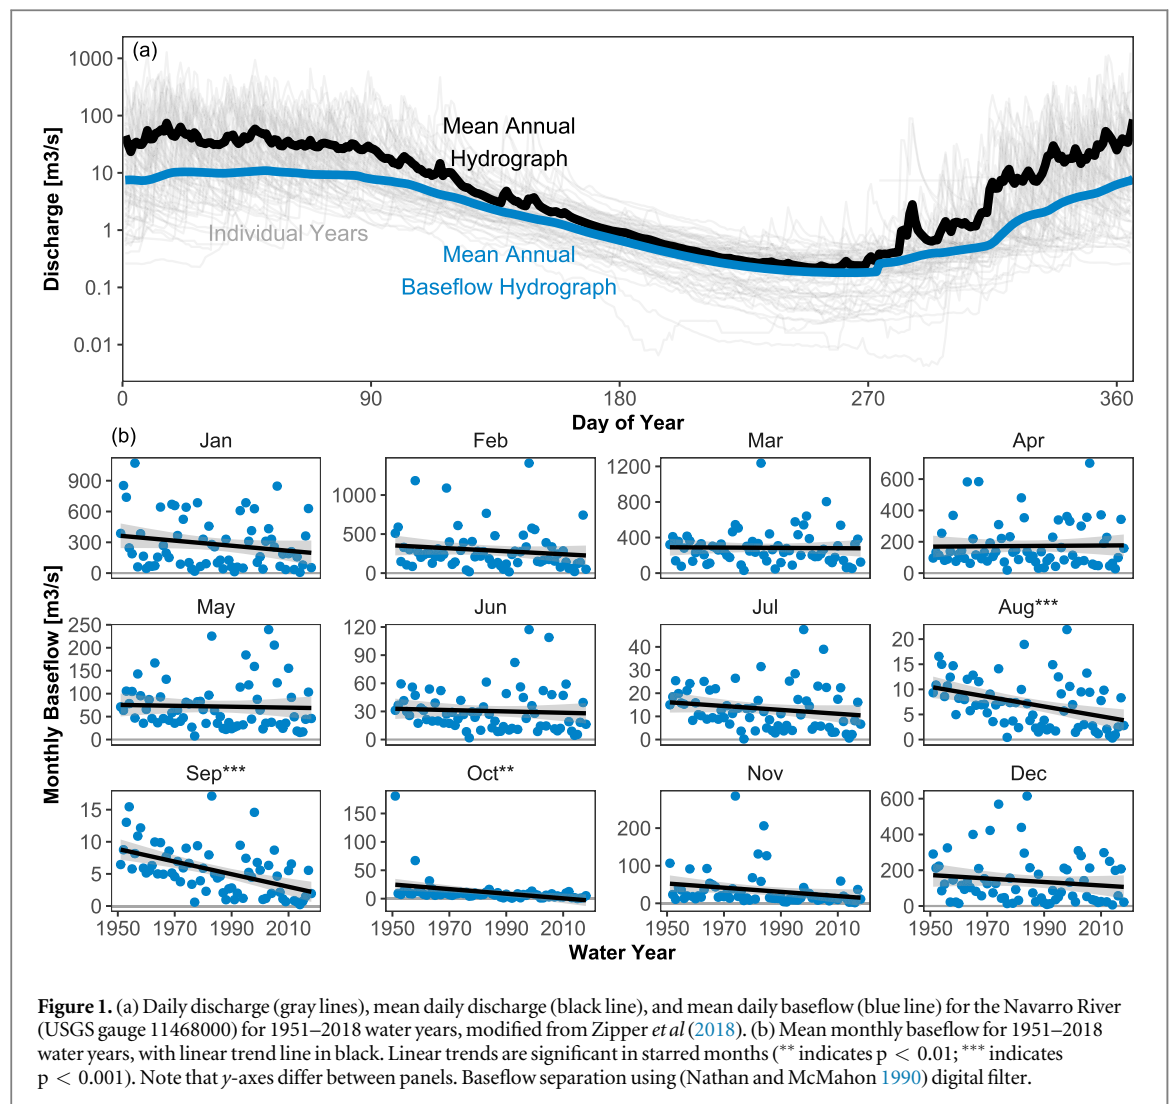 (a)
1000
100
10
1
0.1
0.01
Discharge [m3/s]
Mean Annual
Hydrograph
Individual Years
Mean Annual
Baseflow Hydrograph
0 90 180 270 360
Day of Year
(b)
Jan Feb Mar Apr
900
600
300
0
1000
500
0
1200
800
400
0
600
400
200
0
Monthly Baseflow [m3/s]
May Jun Jul Aug***
250
200
150
100
50
0
120
90
60
30
0
40
30
20
10
0
20
15
10
5
0
Sep*** Oct** Nov Dec
15
10
5
0
150
100
50
0
200
100
0
600
400
200
0
1950 1970 1990 2010 1950 1970 1990 2010 1950 1970 1990 2010 1950 1970 1990 2010
Water Year
Figure 1. (a) Daily discharge (gray lines), mean daily discharge (black line), and mean daily baseflow (blue line) for the Navarro River
(USGS gauge 11468000) for 1951–2018 water years, modified from Zipper et al (2018). (b) Mean monthly baseflow for 1951–2018
water years, with linear trend line in black. Linear trends are significant in starred months (** indicates p < 0.01; *** indicates
p < 0.001). Note that y-axes differ between panels. Baseflow separation using (Nathan and McMahon 1990) digital filter.